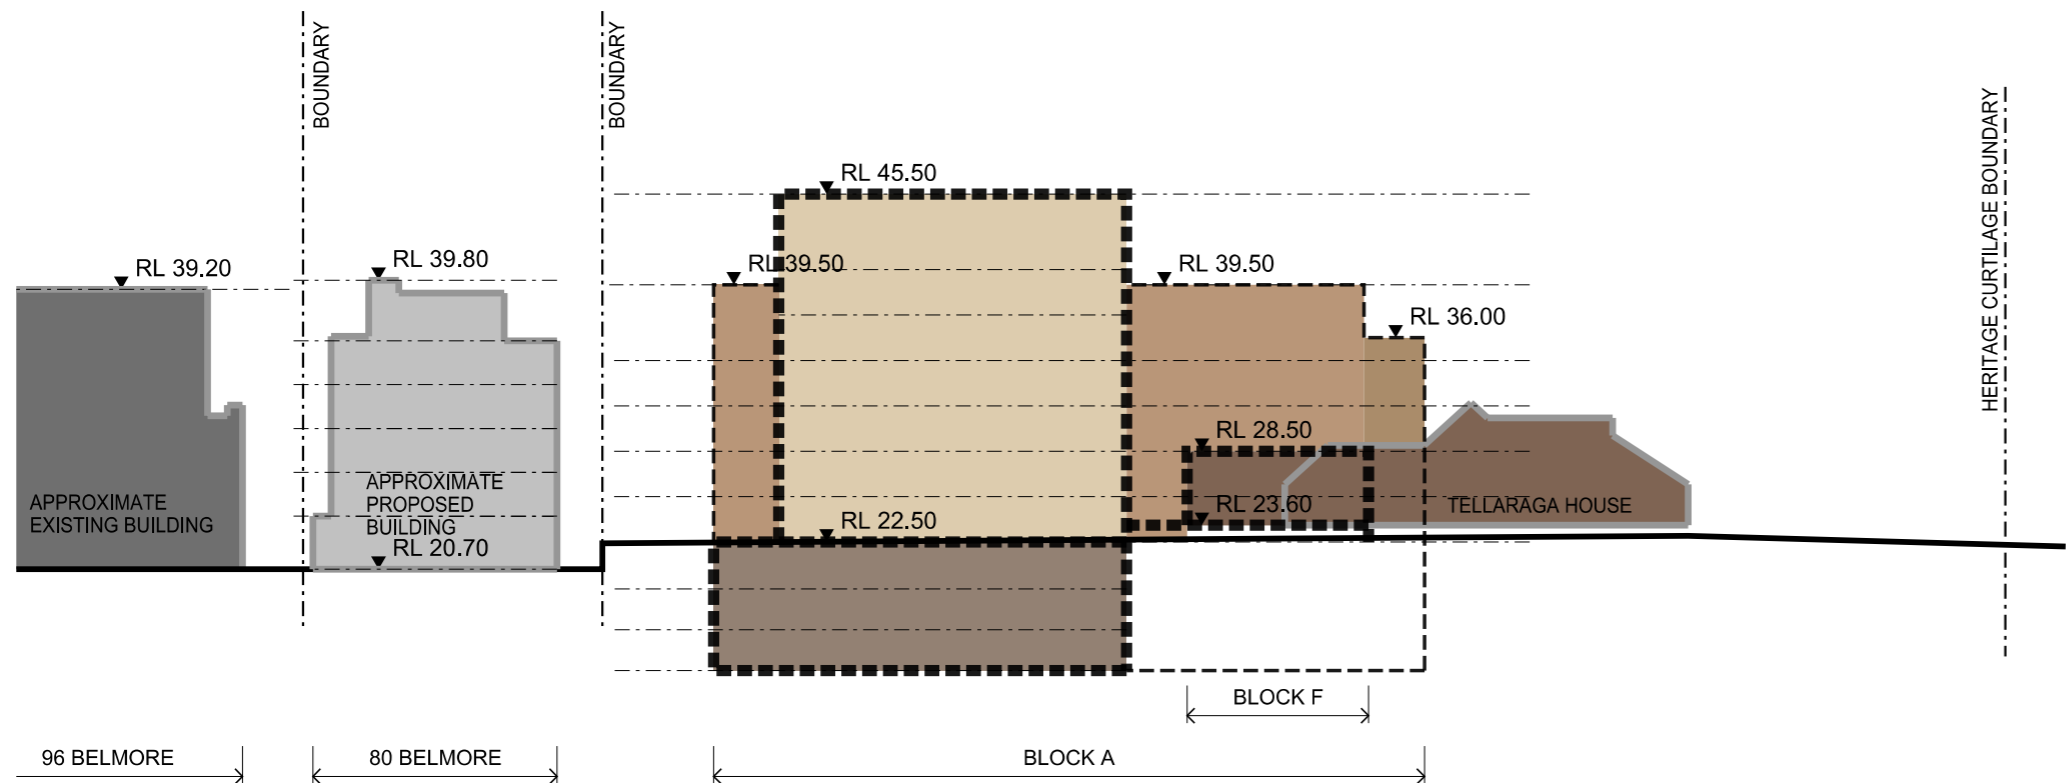 BOUNDARY
BOUNDARY
HERITAGE CURTILAGE BOUNDARY
RL 45.50
RL 39.20
RL 39.80
RL 39.50
RL 39.50
RL 36.00
RL 28.50
RL 23.60
RL 22.50
RL 20.70
APPROXIMATE
EXISTING BUILDING
APPROXIMATE
PROPOSED
BUILDING
TELLARAGA HOUSE
BLOCK F
96 BELMORE
80 BELMORE
BLOCK A